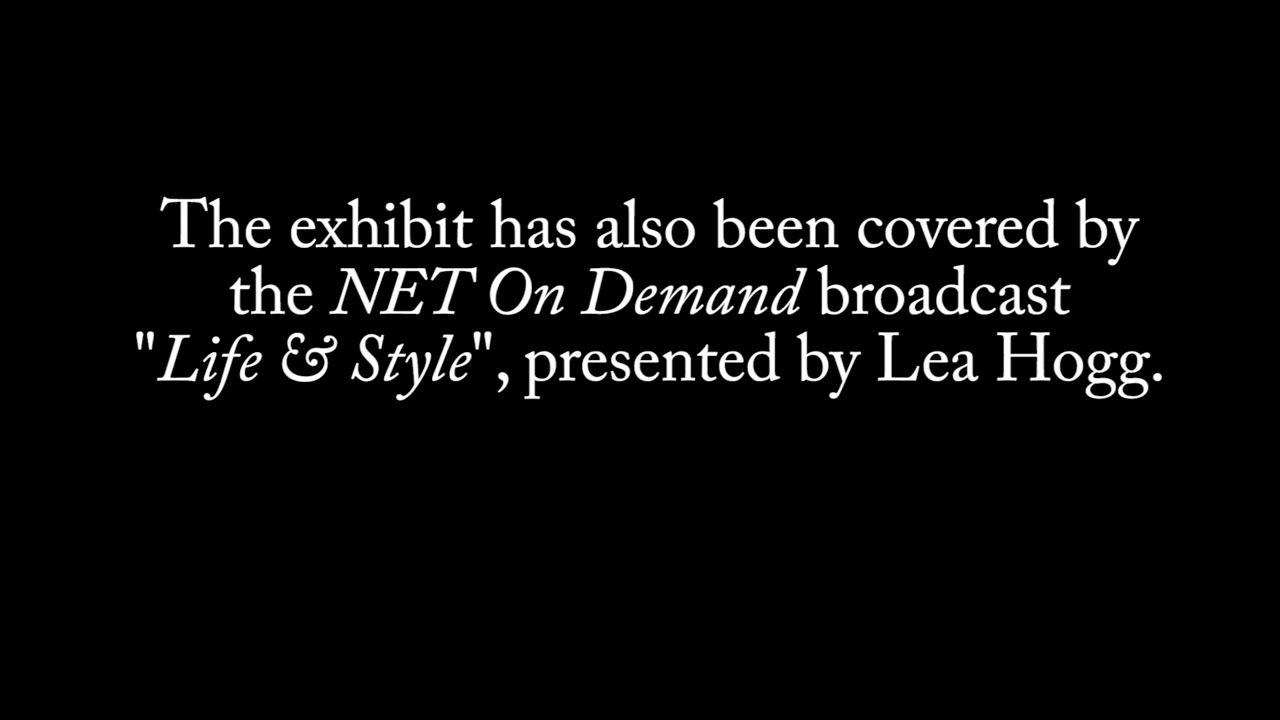 The exhibit has also been covered by
the NET On Demand broadcast
"Life & Style", presented by Lea Hogg.